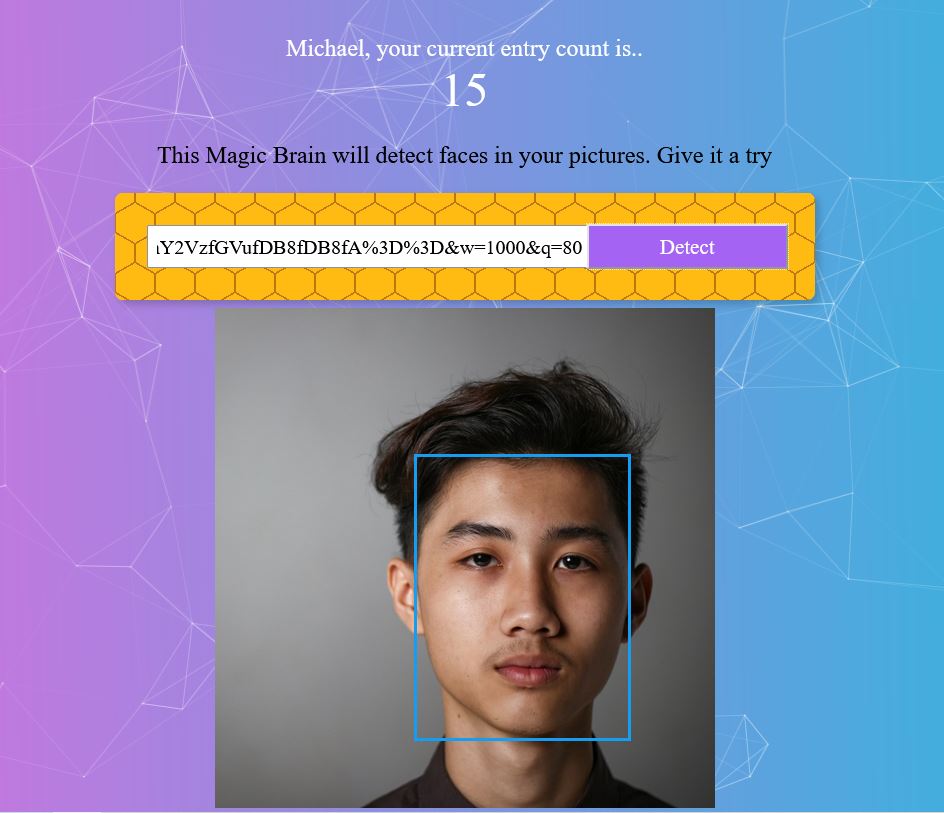 Michael, your current entry count is..
15
This Magic Brain will detect faces in your pictures. Give it a try
Y2VzfGVufDB8fDB8fA%3D%3D&w=1000&q=80
Detect